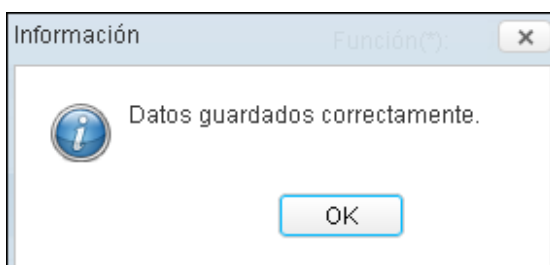 Información
Función(*):
Datos guardados correctamente.
OK